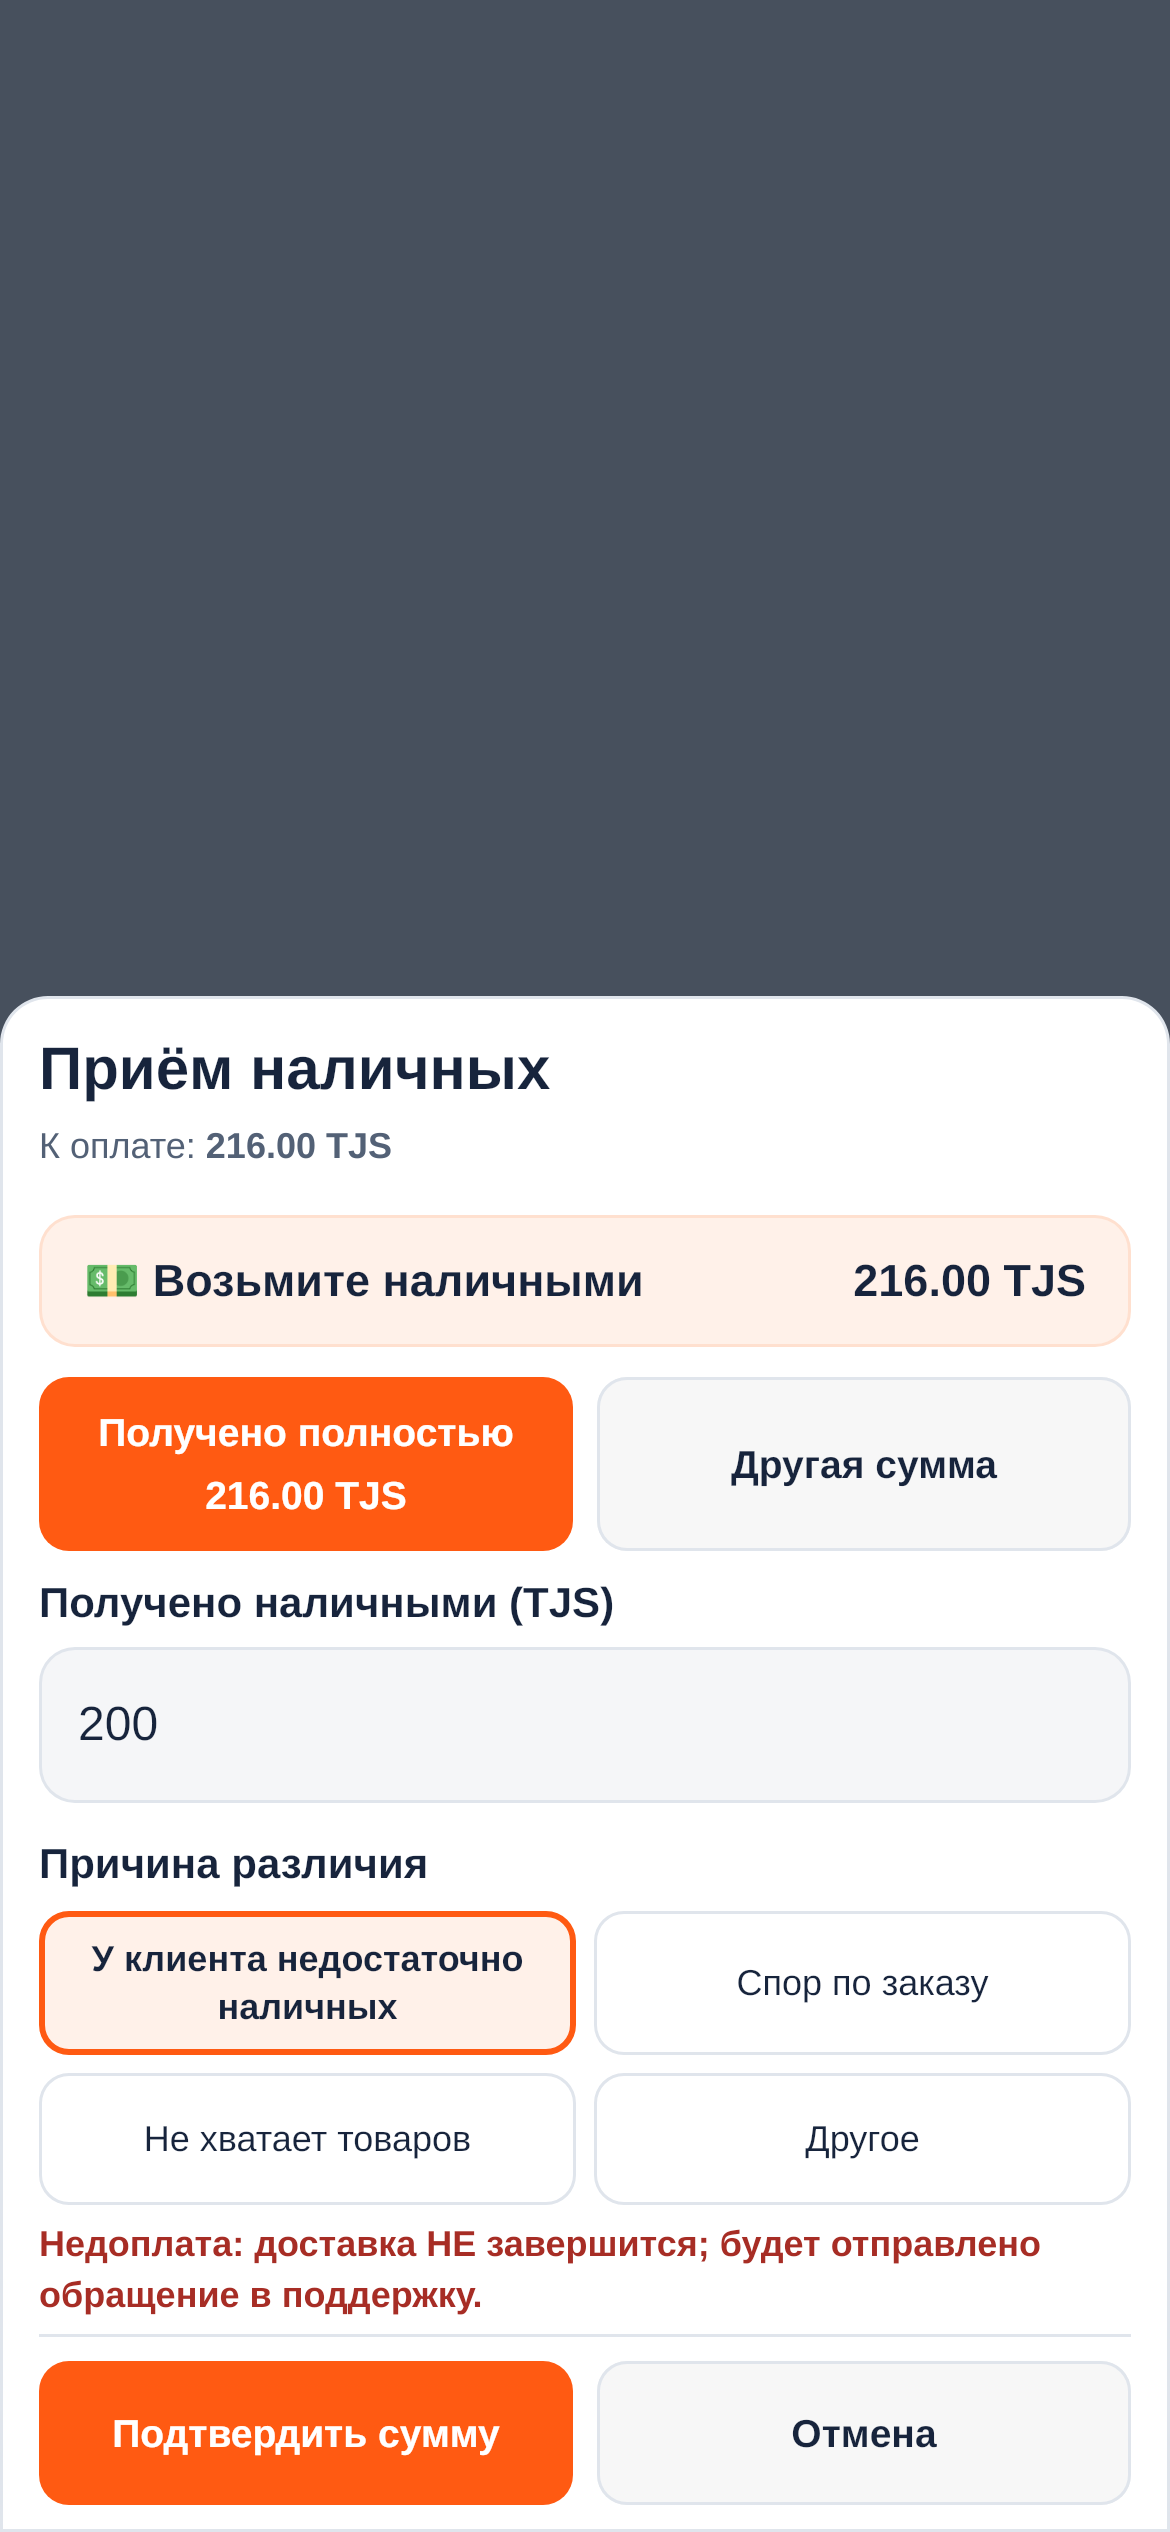 Приём наличных
К оплате: 216.00 TJS
💵 Возьмите наличными 216.00 TJS
Получено полностью
216.00 TJS
Другая сумма
Получено наличными (TJS)
200
Причина различия
У клиента недостаточно
наличных
Спор по заказу
Не хватает товаров
Другое
Недоплата: доставка НЕ завершится; будет отправлено
обращение в поддержку.
Подтвердить сумму
Отмена